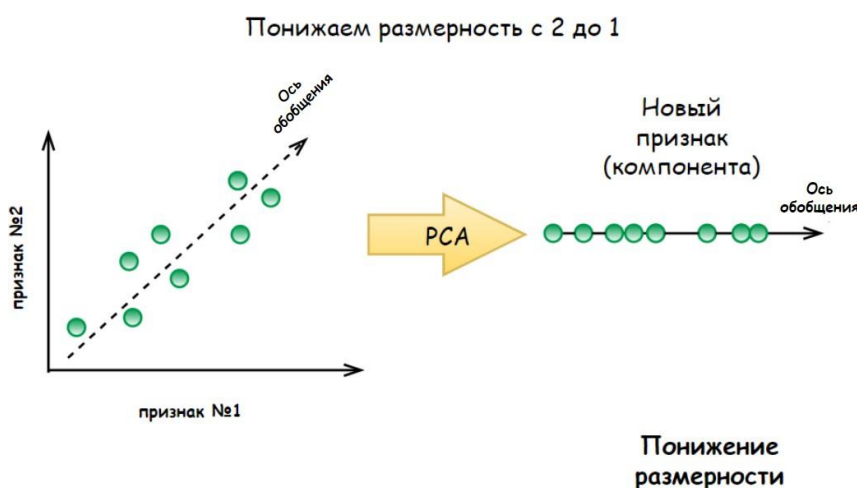 Понижаем размерность с 2 до 1
Ось
обобщения
признак №2
признак №1
PCA
Новый
признак
(компонента)
Ось
обобщения
Понижение
размерности